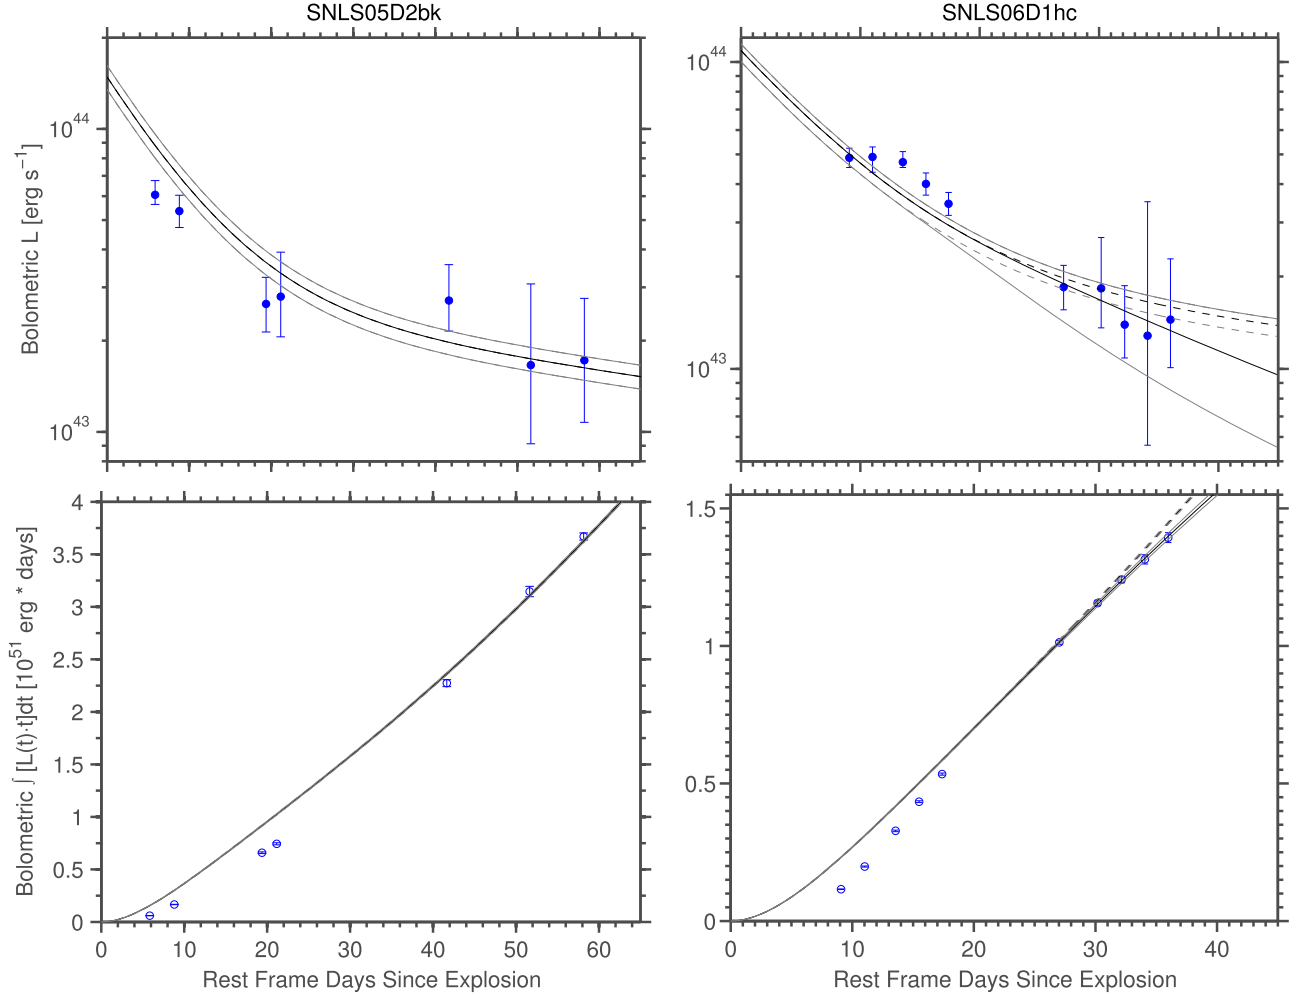 SNLS05D2bk
SNLS06D1hc
10^44
10^43
Bolometric L [erg s^−1]
10^44
10^43
4
3.5
3
2.5
2
1.5
1
0.5
0
Bolometric ∫ [L(t)·t]dt [10^51 erg * days]
0 10 20 30 40 50 60
Rest Frame Days Since Explosion
1.5
1
0.5
0
0 10 20 30 40
Rest Frame Days Since Explosion